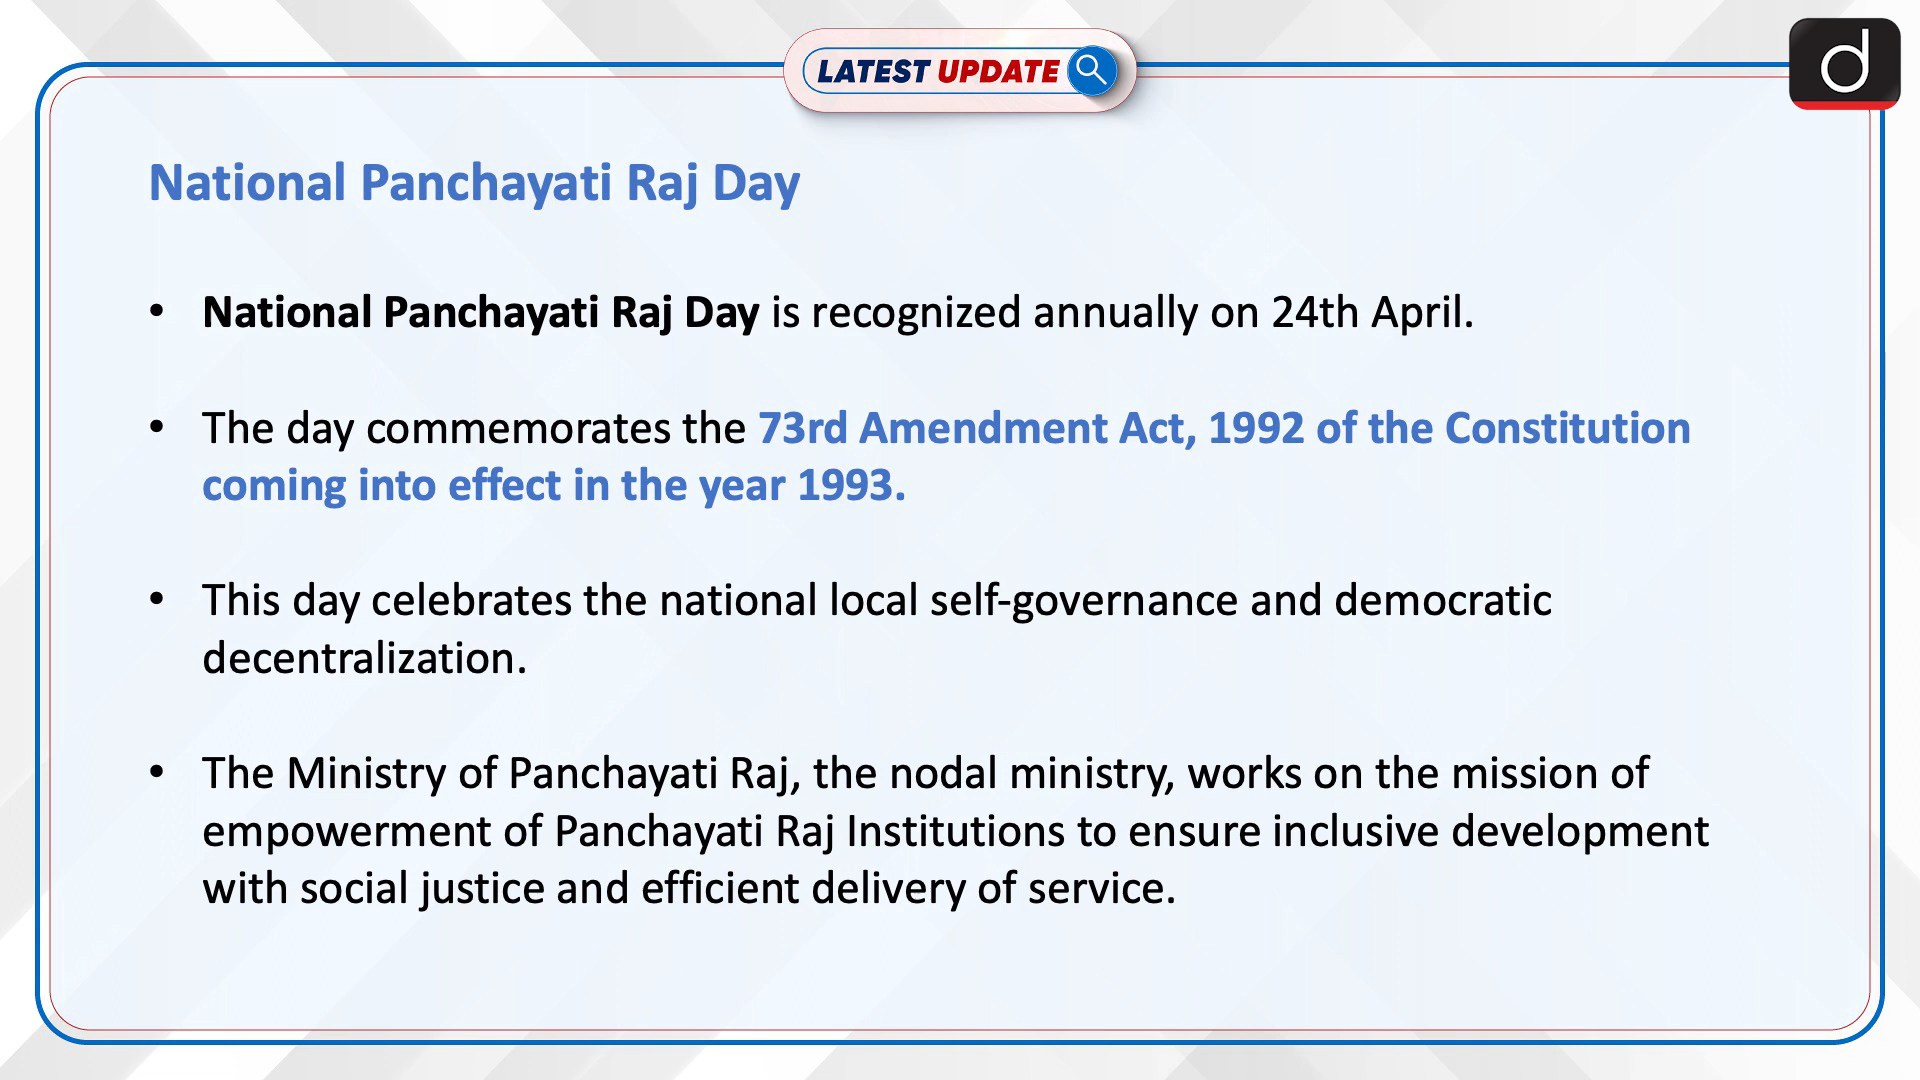 LATEST UPDATE
d
National Panchayati Raj Day
• National Panchayati Raj Day is recognized annually on 24th April.
• The day commemorates the 73rd Amendment Act, 1992 of the Constitution
coming into effect in the year 1993.
• This day celebrates the national local self-governance and democratic
decentralization.
• The Ministry of Panchayati Raj, the nodal ministry, works on the mission of
empowerment of Panchayati Raj Institutions to ensure inclusive development
with social justice and efficient delivery of service.